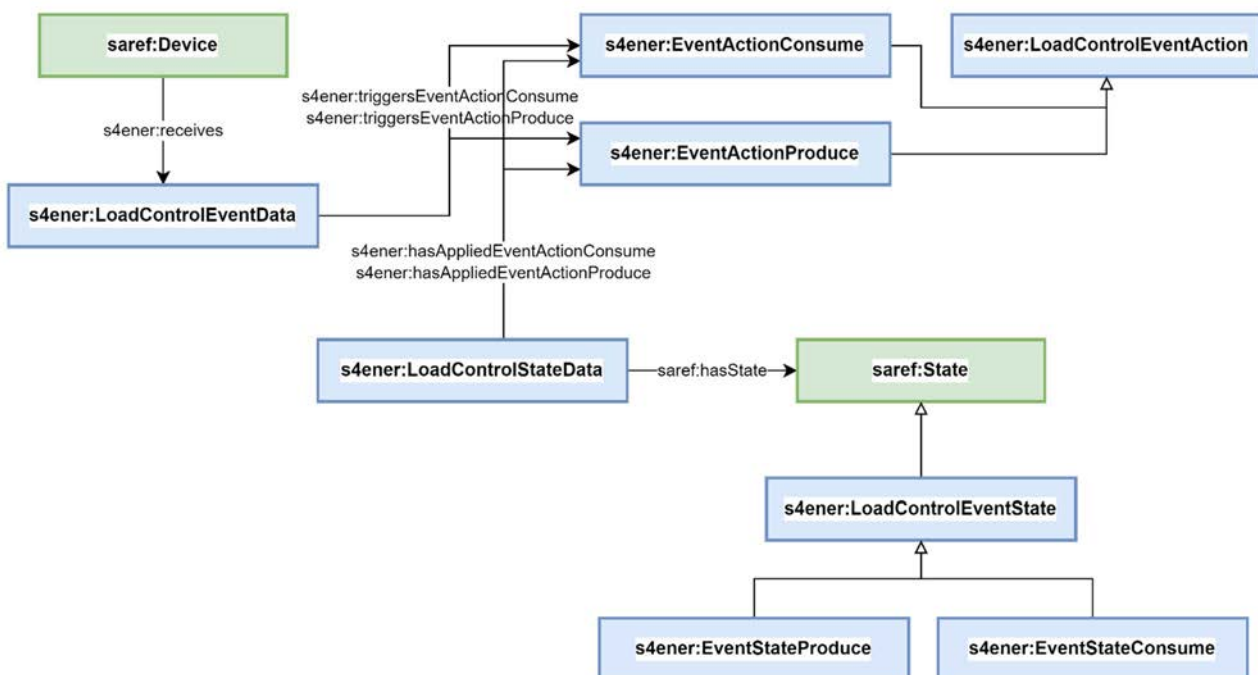 saref:Device
s4ener:EventActionConsume
s4ener:LoadControlEventAction
s4ener:triggersEventActionConsume
s4ener:triggersEventActionProduce
s4ener:receives
s4ener:EventActionProduce
s4ener:LoadControlEventData
s4ener:hasAppliedEventActionConsume
s4ener:hasAppliedEventActionProduce
s4ener:LoadControlStateData
saref:hasState
saref:State
s4ener:LoadControlEventState
s4ener:EventStateProduce
s4ener:EventStateConsume